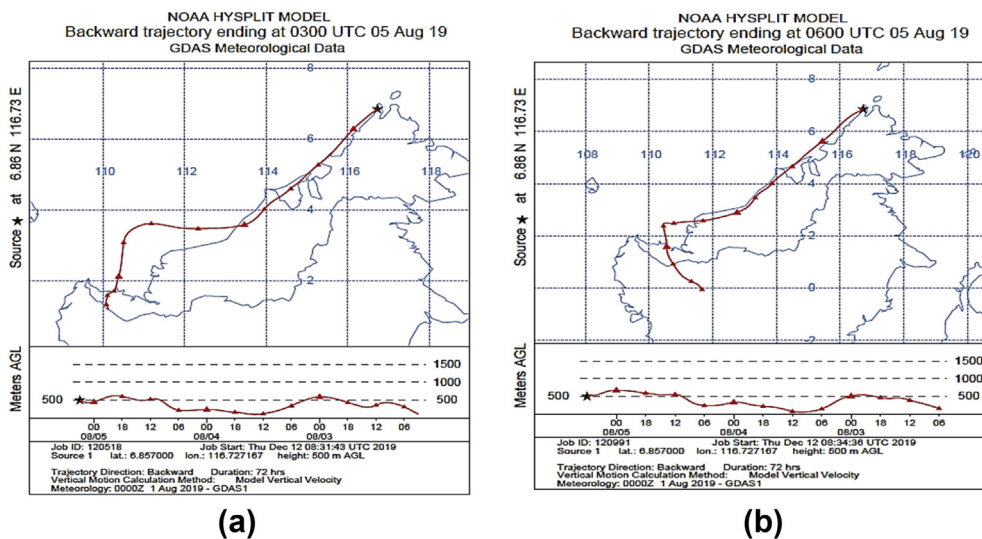 NOAA HYSPLIT MODEL
Backward trajectory ending at 0300 UTC 05 Aug 19
GDAS Meteorological Data
Source ★ at 6.86 N 116.73 E
8
6
110 112 114 116 118
4
2
Meters AGL
1500
1000
500 500
00 18 12 06 00 18 12 06 00 18 12 06
08/05 08/04 08/03
Job ID: 120518 Job Start: Thu Dec 12 08:31:43 UTC 2019
Source 1 lat.: 6.857000 lon.: 116.727167 height: 500 m AGL
Trajectory Direction: Backward Duration: 72 hrs
Vertical Motion Calculation Method: Model Vertical Velocity
Meteorology: 0000Z 1 Aug 2019 - GDAS1
(a)
NOAA HYSPLIT MODEL
Backward trajectory ending at 0600 UTC 05 Aug 19
GDAS Meteorological Data
Source ★ at 6.86 N 116.73 E
8
6
108 110 112 114 116 118 120
4
2
0
-2
Meters AGL
1500
1000
500 500
00 18 12 06 00 18 12 06 00 18 12 06
08/05 08/04 08/03
Job ID: 120991 Job Start: Thu Dec 12 08:34:36 UTC 2019
Source 1 lat.: 6.857000 lon.: 116.727167 height: 500 m AGL
Trajectory Direction: Backward Duration: 72 hrs
Vertical Motion Calculation Method: Model Vertical Velocity
Meteorology: 0000Z 1 Aug 2019 - GDAS1
(b)